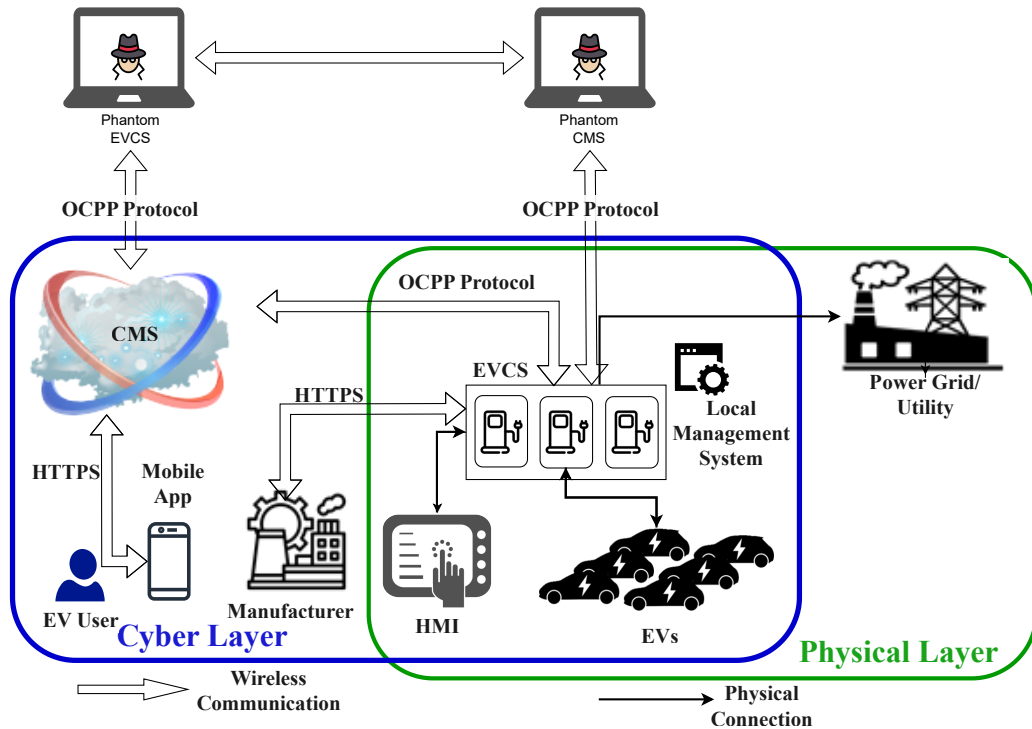 Phantom
EVCS
Phantom
CMS
OCPP Protocol
OCPP Protocol
OCPP Protocol
CMS
EVCS
Power Grid/
Utility
HTTPS
Local
Management
System
HTTPS
Mobile
App
EV User
Manufacturer
HMI
EVs
Cyber Layer
Physical Layer
Wireless
Communication
Physical
Connection